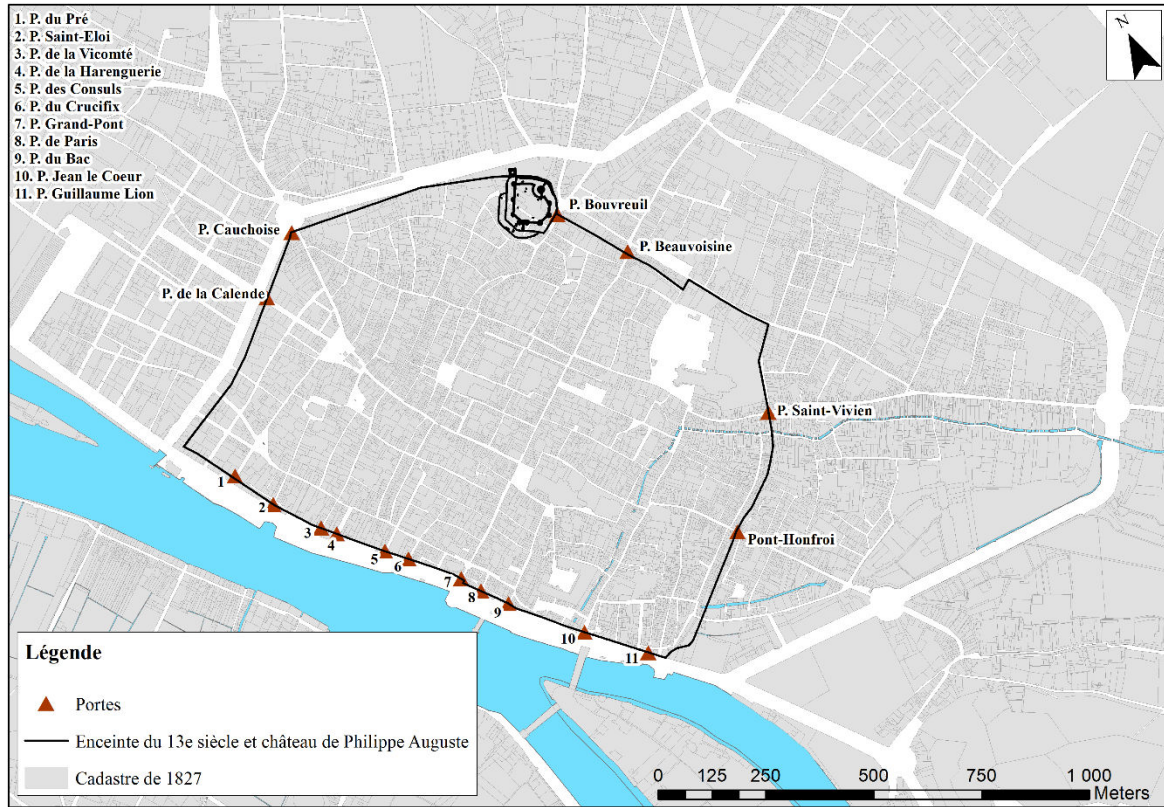 1. P. du Pré
2. P. Saint-Eloi
3. P. de la Vicomté
4. P. de la Harenguerie
5. P. des Consuls
6. P. du Crucifix
7. P. Grand-Pont
8. P. de Paris
9. P. du Bac
10. P. Jean le Coeur
11. P. Guillaume Lion
N
P. Bouvreuil
P. Cauchoise
P. Beauvoisine
P. de la Calende
P. Saint-Vivien
1
2
3
4
Pont-Honfroi
5
6
7
8
9
10
11
Légende
Portes
Enceinte du 13e siècle et château de Philippe Auguste
Cadastre de 1827
0 125 250 500 750 1 000
Meters